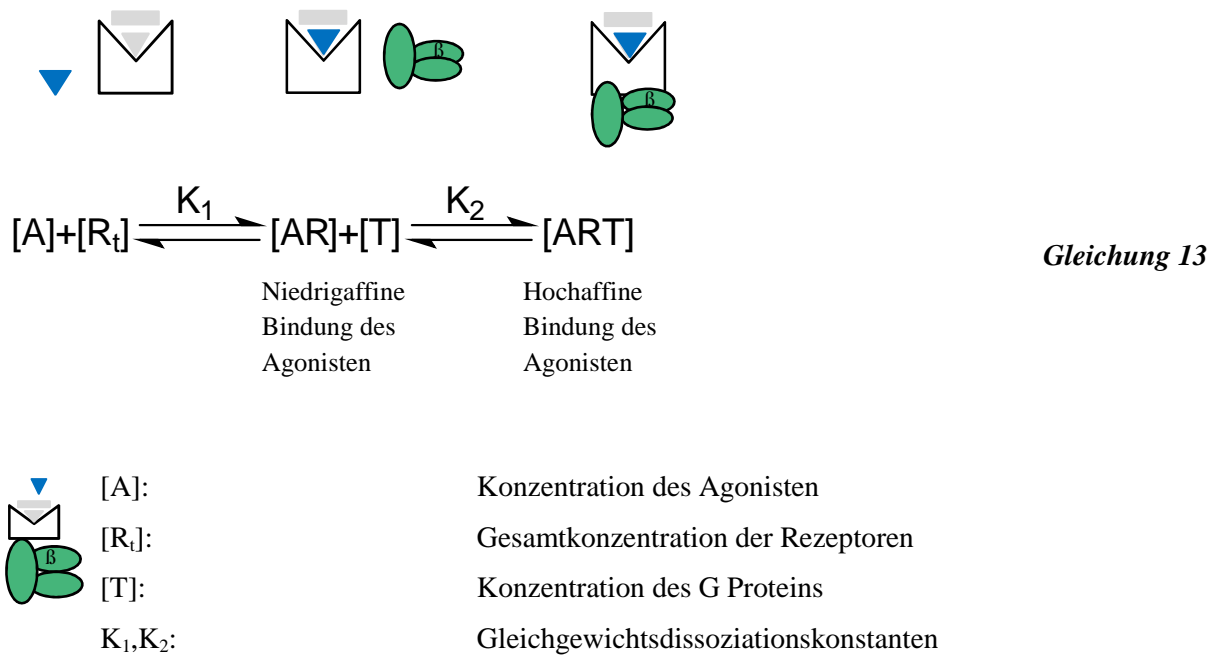 ß
ß
K₁ K₂
[A]+[Rₜ] [AR]+[T] [ART]
Gleichung 13
Niedrigaffine Hochaffine
Bindung des Bindung des
Agonisten Agonisten
[A]: Konzentration des Agonisten
[Rₜ]: Gesamtkonzentration der Rezeptoren
ß
[T]: Konzentration des G Proteins
K₁,K₂: Gleichgewichtsdissoziationskonstanten